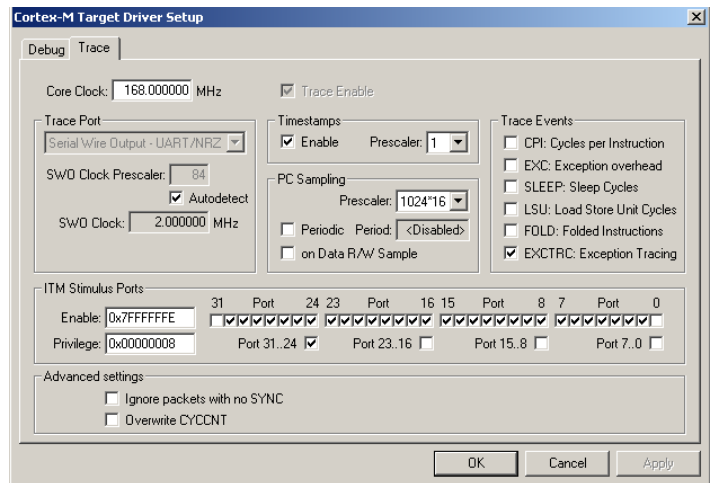 Cortex-M Target Driver Setup
Debug Trace
Core Clock: 168.000000 MHz
Trace Enable
Trace Port
Serial Wire Output - UART/NRZ
SWO Clock Prescaler: 84
Autodetect
SWO Clock: 2.000000 MHz
Timestamps
Enable Prescaler: 1
PC Sampling
Prescaler: 1024*16
Periodic Period: <Disabled>
on Data R/W Sample
Trace Events
CPI: Cycles per Instruction
EXC: Exception overhead
SLEEP: Sleep Cycles
LSU: Load Store Unit Cycles
FOLD: Folded Instructions
EXCTRC: Exception Tracing
ITM Stimulus Ports
31 Port 24 23 Port 16 15 Port 8 7 Port 0
Enable: 0x7FFFFFFE
Privilege: 0x00000008 Port 31..24 Port 23..16 Port 15..8 Port 7..0
Advanced settings
Ignore packets with no SYNC
Overwrite CYCCNT
OK Cancel Apply